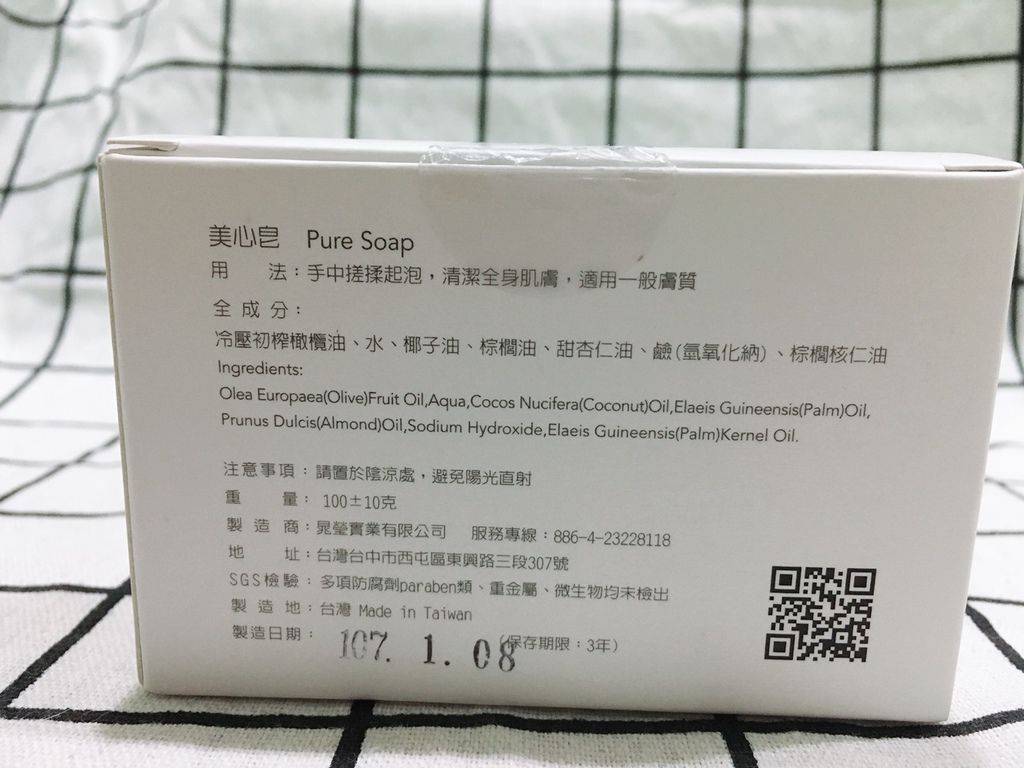 美心皂 Pure Soap
用 法：手中搓揉起泡，清潔全身肌膚，適用一般膚質
全成分：
冷壓初榨橄欖油、水、椰子油、棕櫚油、甜杏仁油、鹼(氫氧化納)、棕櫚核仁油
Ingredients:
Olea Europaea(Olive)Fruit Oil,Aqua,Cocos Nucifera(Coconut)Oil,Elaeis Guineensis(Palm)Oil,
Prunus Dulcis(Almond)Oil,Sodium Hydroxide,Elaeis Guineensis(Palm)Kernel Oil.
注意事項：請置於陰涼處，避免陽光直射
重 量：100±10克
製造商：晁瑩實業有限公司 服務專線：886-4-23228118
地 址：台灣台中市西屯區東興路三段307號
SGS檢驗：多項防腐劑paraben類、重金屬、微生物均未檢出
製造地：台灣 Made in Taiwan
製造日期： 107. 1. 08 (保存期限：3年)